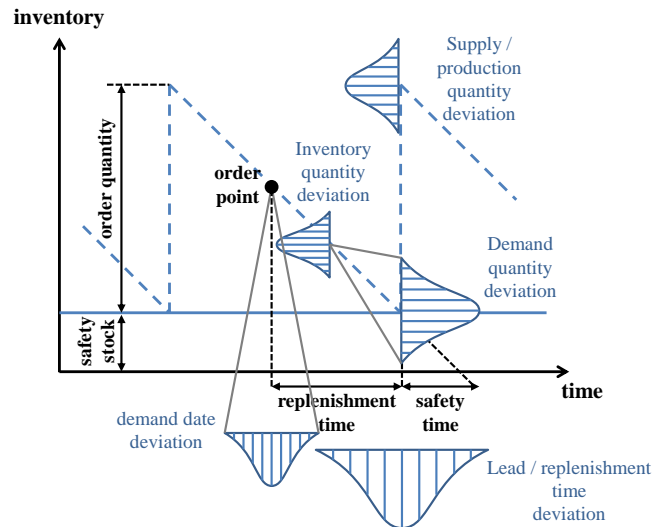 inventory
Supply /
production
quantity
deviation
Inventory
quantity
deviation
order
point
order quantity
Demand
quantity
deviation
safety
stock
time
replenishment
time
safety
time
demand date
deviation
Lead / replenishment
time
deviation